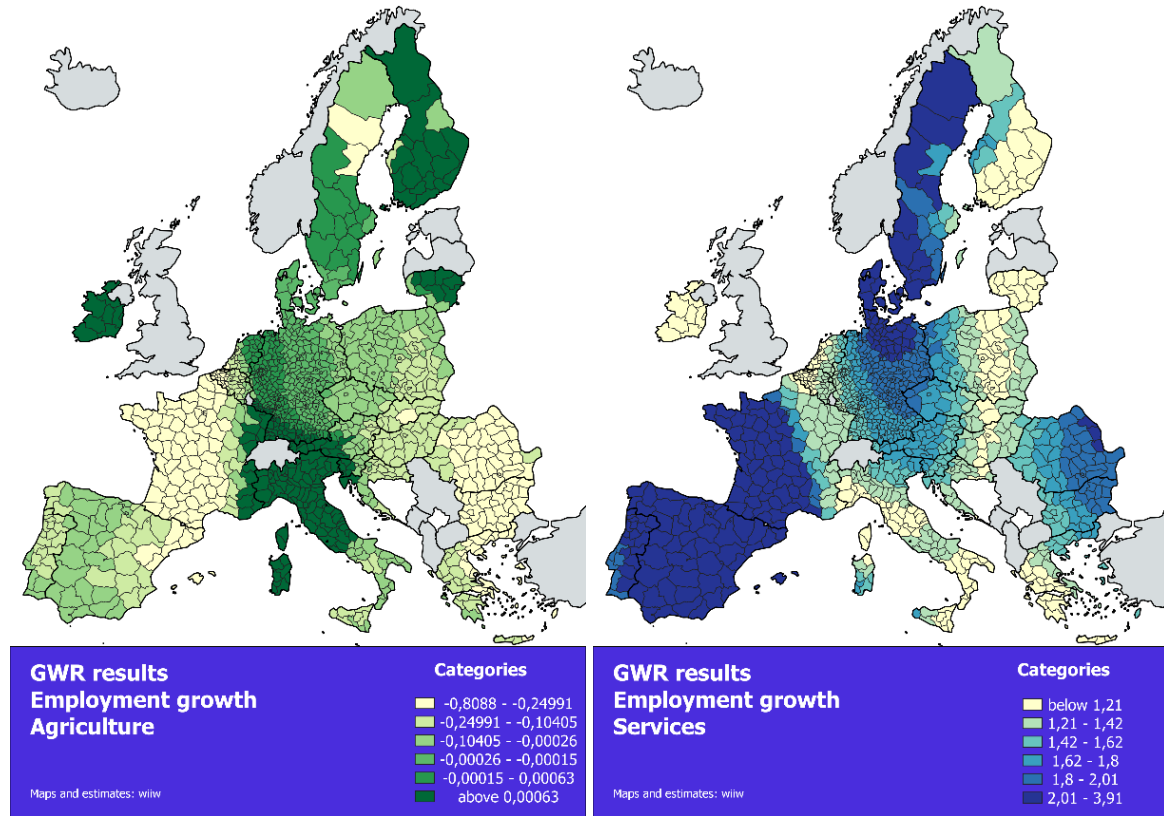 GWR results
Employment growth
Agriculture
Maps and estimates: wiiw
Categories
-0,8088 - -0,24991
-0,24991 - -0,10405
-0,10405 - -0,00026
-0,00026 - -0,00015
-0,00015 - 0,00063
above 0,00063
GWR results
Employment growth
Services
Maps and estimates: wiiw
Categories
below 1,21
1,21 - 1,42
1,42 - 1,62
1,62 - 1,8
1,8 - 2,01
2,01 - 3,91